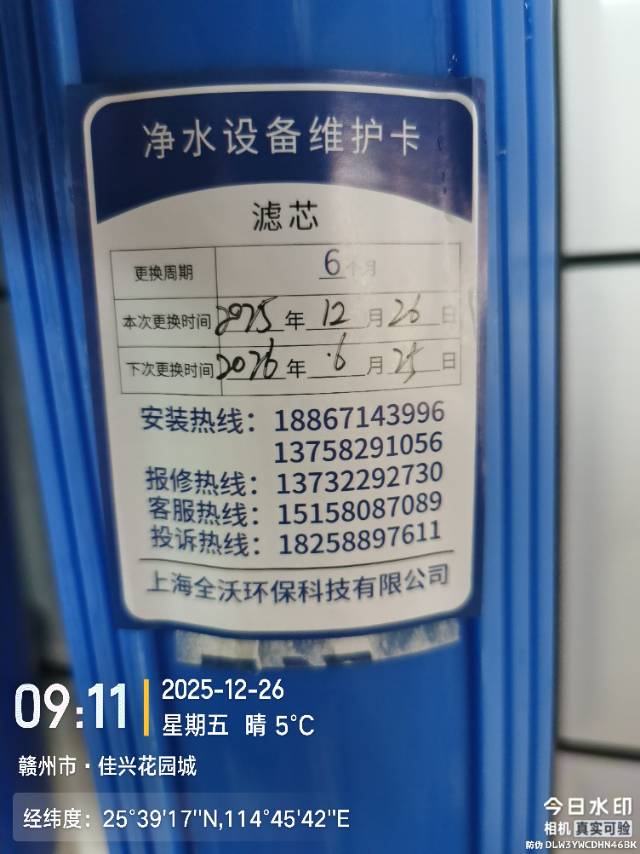 净水设备维护卡
滤芯
更换周期 6个月
本次更换时间 2025年12月26日
下次更换时间 2026年6月25日
安装热线：18867143996
13758291056
报修热线：13732292730
客服热线：15158087089
投诉热线：18258897611
上海全沃环保科技有限公司
09:11
2025-12-26
星期五 晴 5°C
赣州市·佳兴花园城
经纬度：25°39'17"N,114°45'42"E
今日水印
相机 真实可验
防伪 DLW3YWCDHN46BK